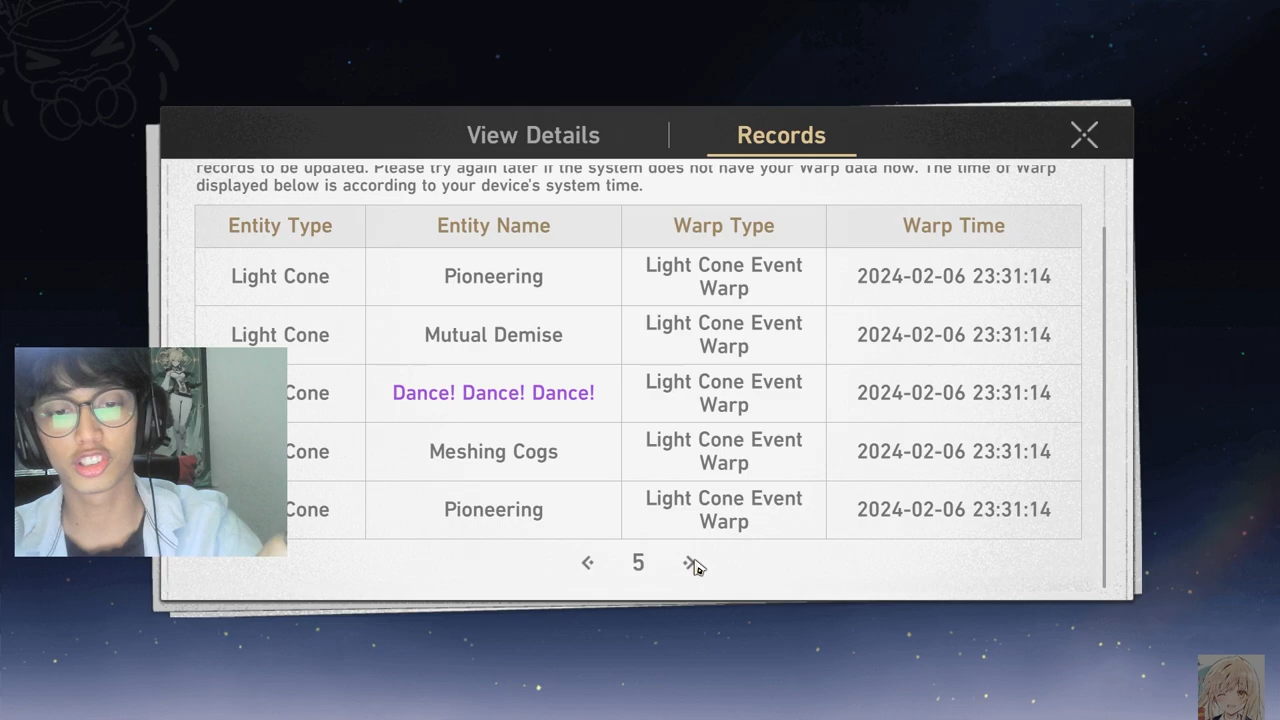 View Details
Records
records to be updated. Please try again later if the system does not have your Warp data now. The time of Warp
displayed below is according to your device's system time.
Entity Type Entity Name Warp Type Warp Time
Light Cone Pioneering Light Cone Event Warp 2024-02-06 23:31:14
Light Cone Mutual Demise Light Cone Event Warp 2024-02-06 23:31:14
Cone Dance! Dance! Dance! Light Cone Event Warp 2024-02-06 23:31:14
Cone Meshing Cogs Light Cone Event Warp 2024-02-06 23:31:14
Cone Pioneering Light Cone Event Warp 2024-02-06 23:31:14
5